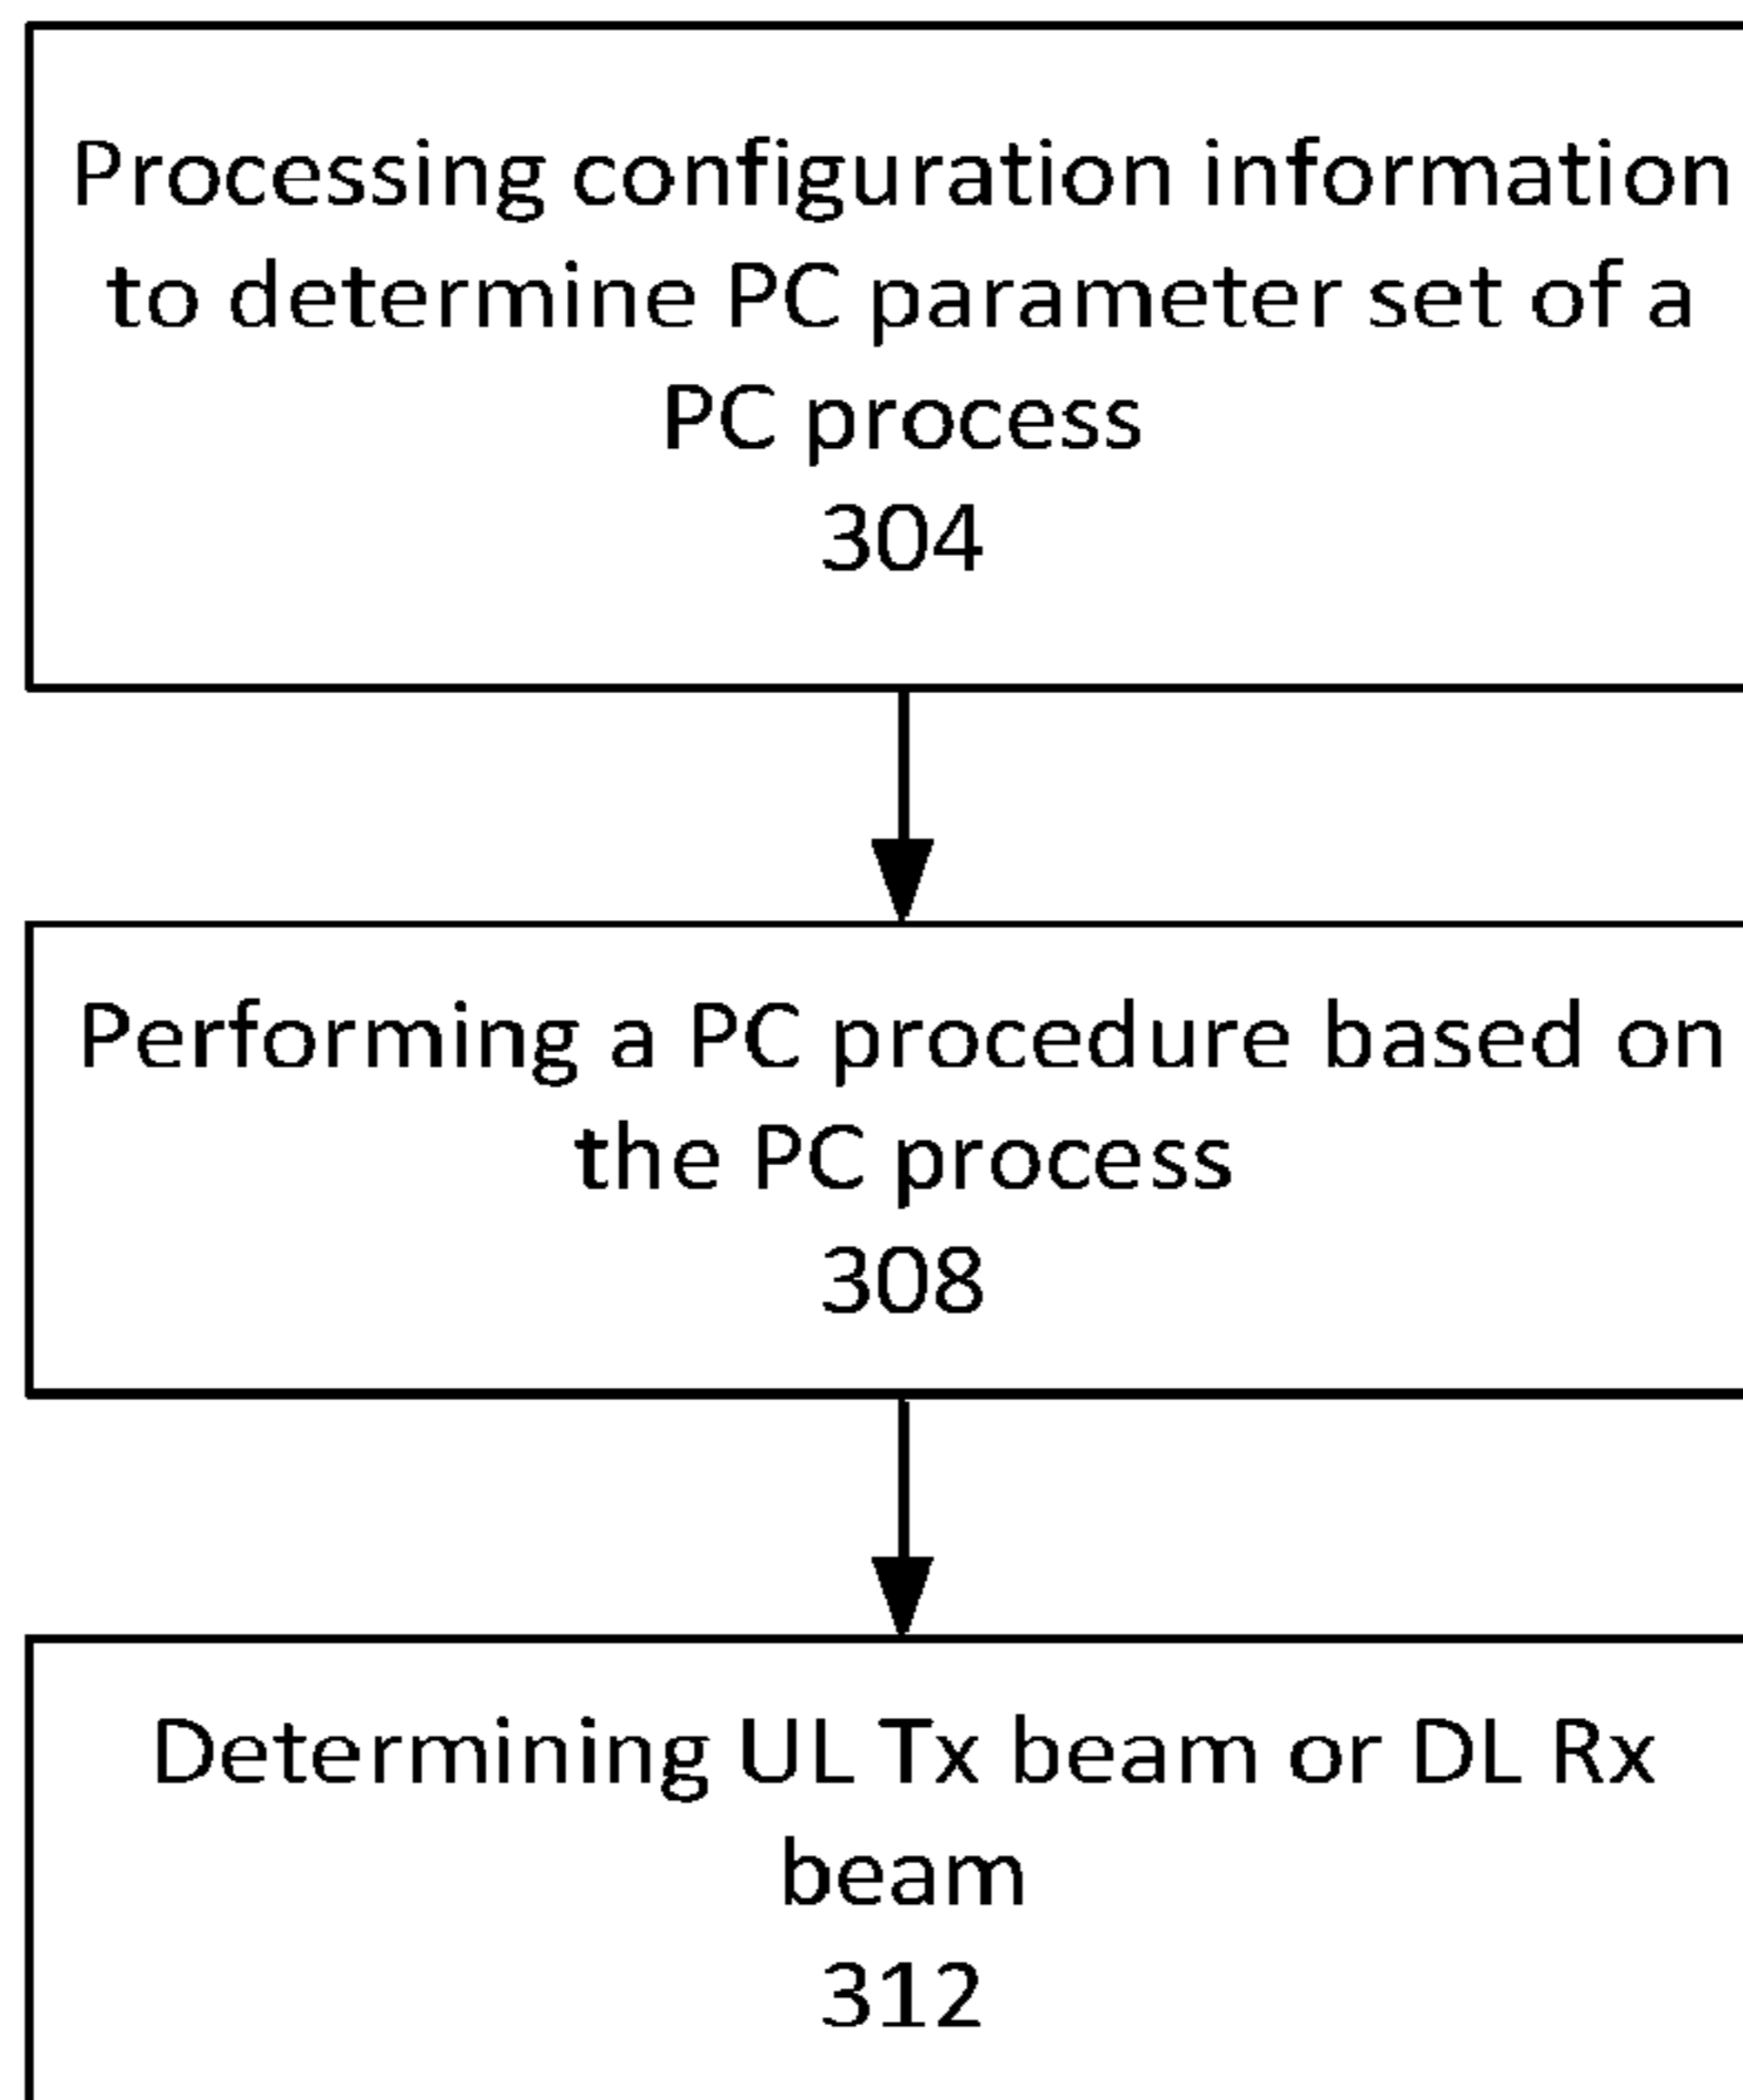 Processing configuration information
to determine PC parameter set of a
PC process
304
Performing a PC procedure based on
the PC process
308
Determining UL Tx beam or DL Rx
beam
312